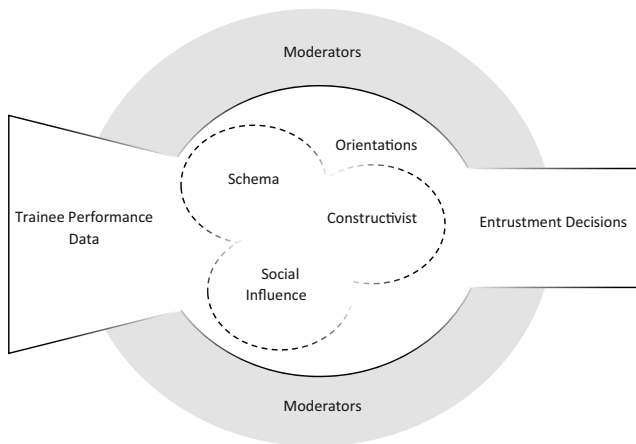 Moderators
Orientations
Schema
Trainee Performance
Data
Constructivist
Entrustment Decisions
Social
Influence
Moderators